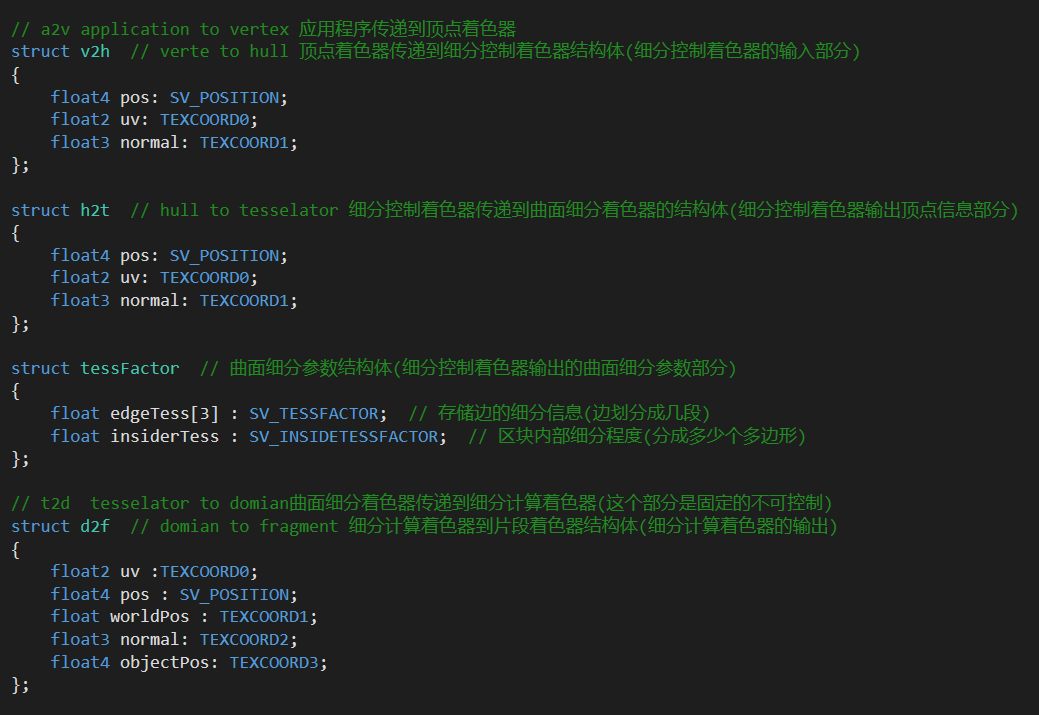 // a2v application to vertex 应用程序传递到顶点着色器
struct v2h  // verte to hull 顶点着色器传递到细分控制着色器结构体(细分控制着色器的输入部分)
{
    float4 pos: SV_POSITION;
    float2 uv: TEXCOORD0;
    float3 normal: TEXCOORD1;
};

struct h2t  // hull to tesselator 细分控制着色器传递到曲面细分着色器的结构体(细分控制着色器输出顶点信息部分)
{
    float4 pos: SV_POSITION;
    float2 uv: TEXCOORD0;
    float3 normal: TEXCOORD1;
};

struct tessFactor  // 曲面细分参数结构体(细分控制着色器输出的曲面细分参数部分)
{
    float edgeTess[3] : SV_TESSFACTOR;  // 存储边的细分信息(边划分成几段)
    float insiderTess : SV_INSIDETESSFACTOR;  // 区块内部细分程度(分成多少个多边形)
};

// t2d  tesselator to domian曲面细分着色器传递到细分计算着色器(这个部分是固定的不可控制)
struct d2f  // domian to fragment 细分计算着色器到片段着色器结构体(细分计算着色器的输出)
{
    float2 uv :TEXCOORD0;
    float4 pos : SV_POSITION;
    float worldPos : TEXCOORD1;
    float3 normal: TEXCOORD2;
    float4 objectPos: TEXCOORD3;
};